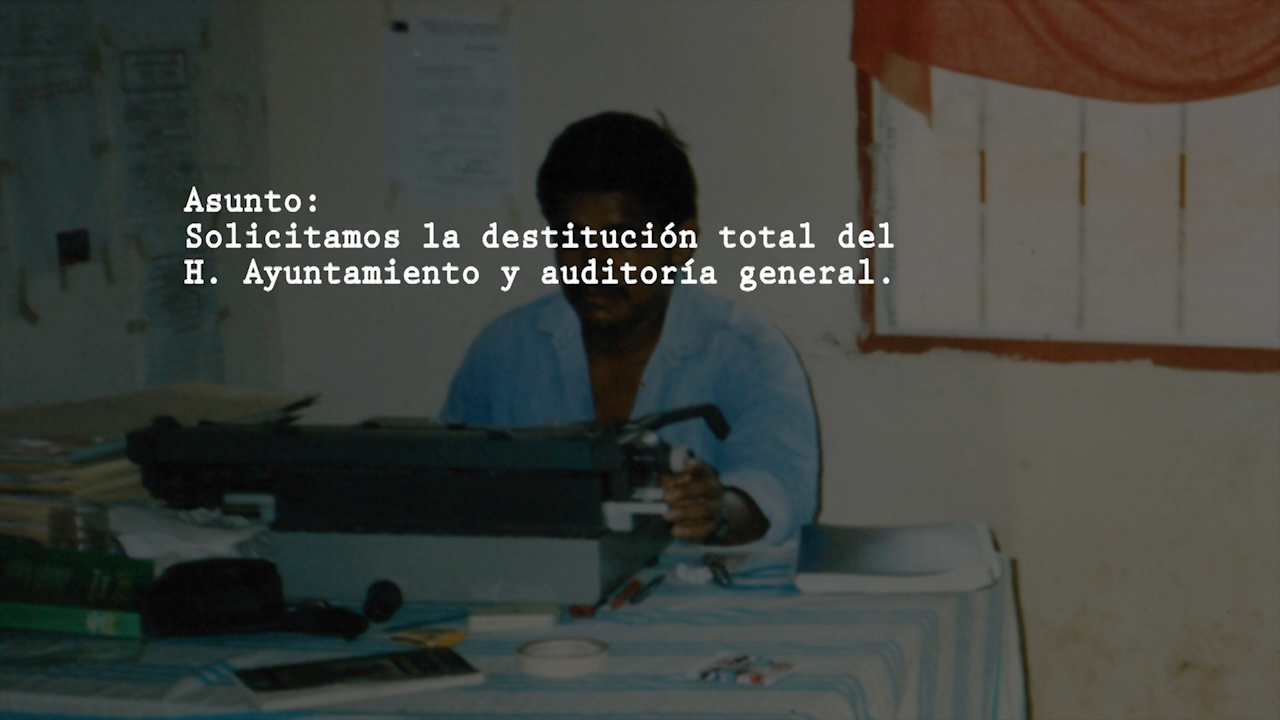 Asunto:
Solicitamos la destitución total del
H. Ayuntamiento y auditoría general.